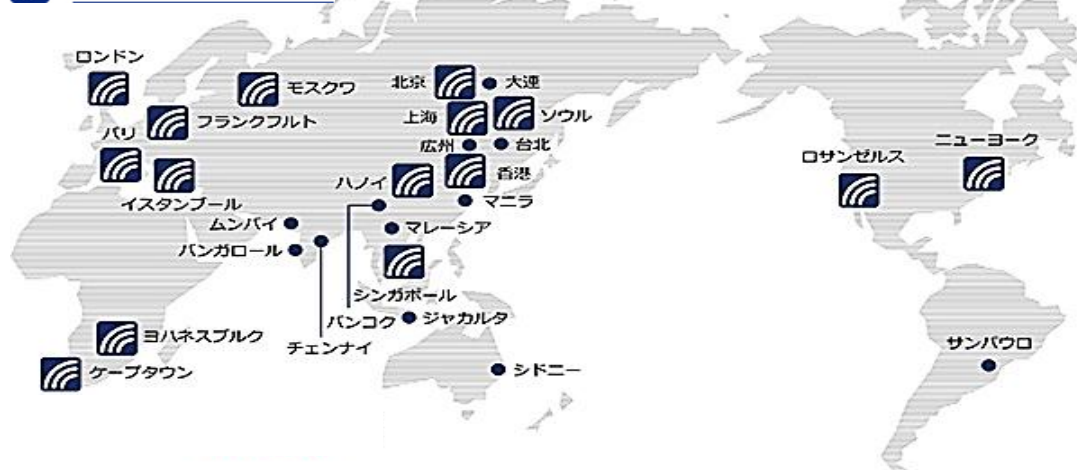 ロンドン
モスクワ
北京
大連
フランクフルト
上海
ソウル
パリ
広州
台北
ニューヨーク
ロサンゼルス
香港
ハノイ
イスタンブール
マニラ
ムンバイ
マレーシア
バンガロール
シンガポール
バンコク
ジャカルタ
チェンナイ
ヨハネスブルク
サンパウロ
ケープタウン
シドニー